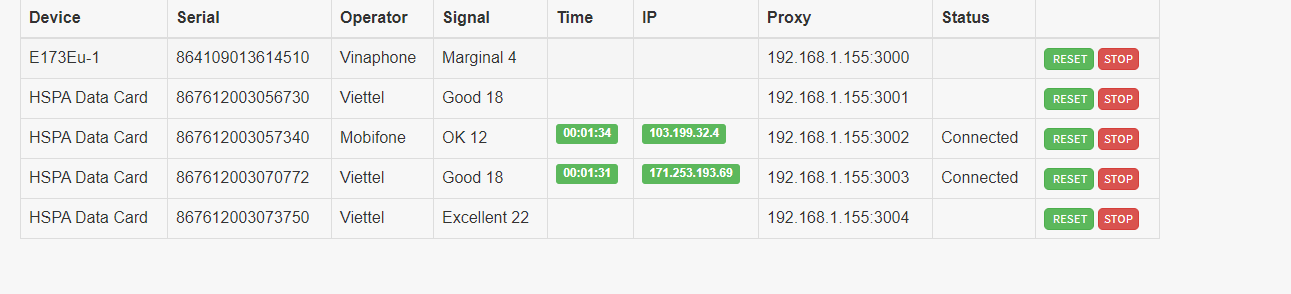 Device Serial Operator Signal Time IP Proxy Status
E173Eu-1 864109013614510 Vinaphone Marginal 4 192.168.1.155:3000 RESET STOP
HSPA Data Card 867612003056730 Viettel Good 18 192.168.1.155:3001 RESET STOP
HSPA Data Card 867612003057340 Mobifone OK 12 00:01:34 103.199.32.4 192.168.1.155:3002 Connected RESET STOP
HSPA Data Card 867612003070772 Viettel Good 18 00:01:31 171.253.193.69 192.168.1.155:3003 Connected RESET STOP
HSPA Data Card 867612003073750 Viettel Excellent 22 192.168.1.155:3004 RESET STOP